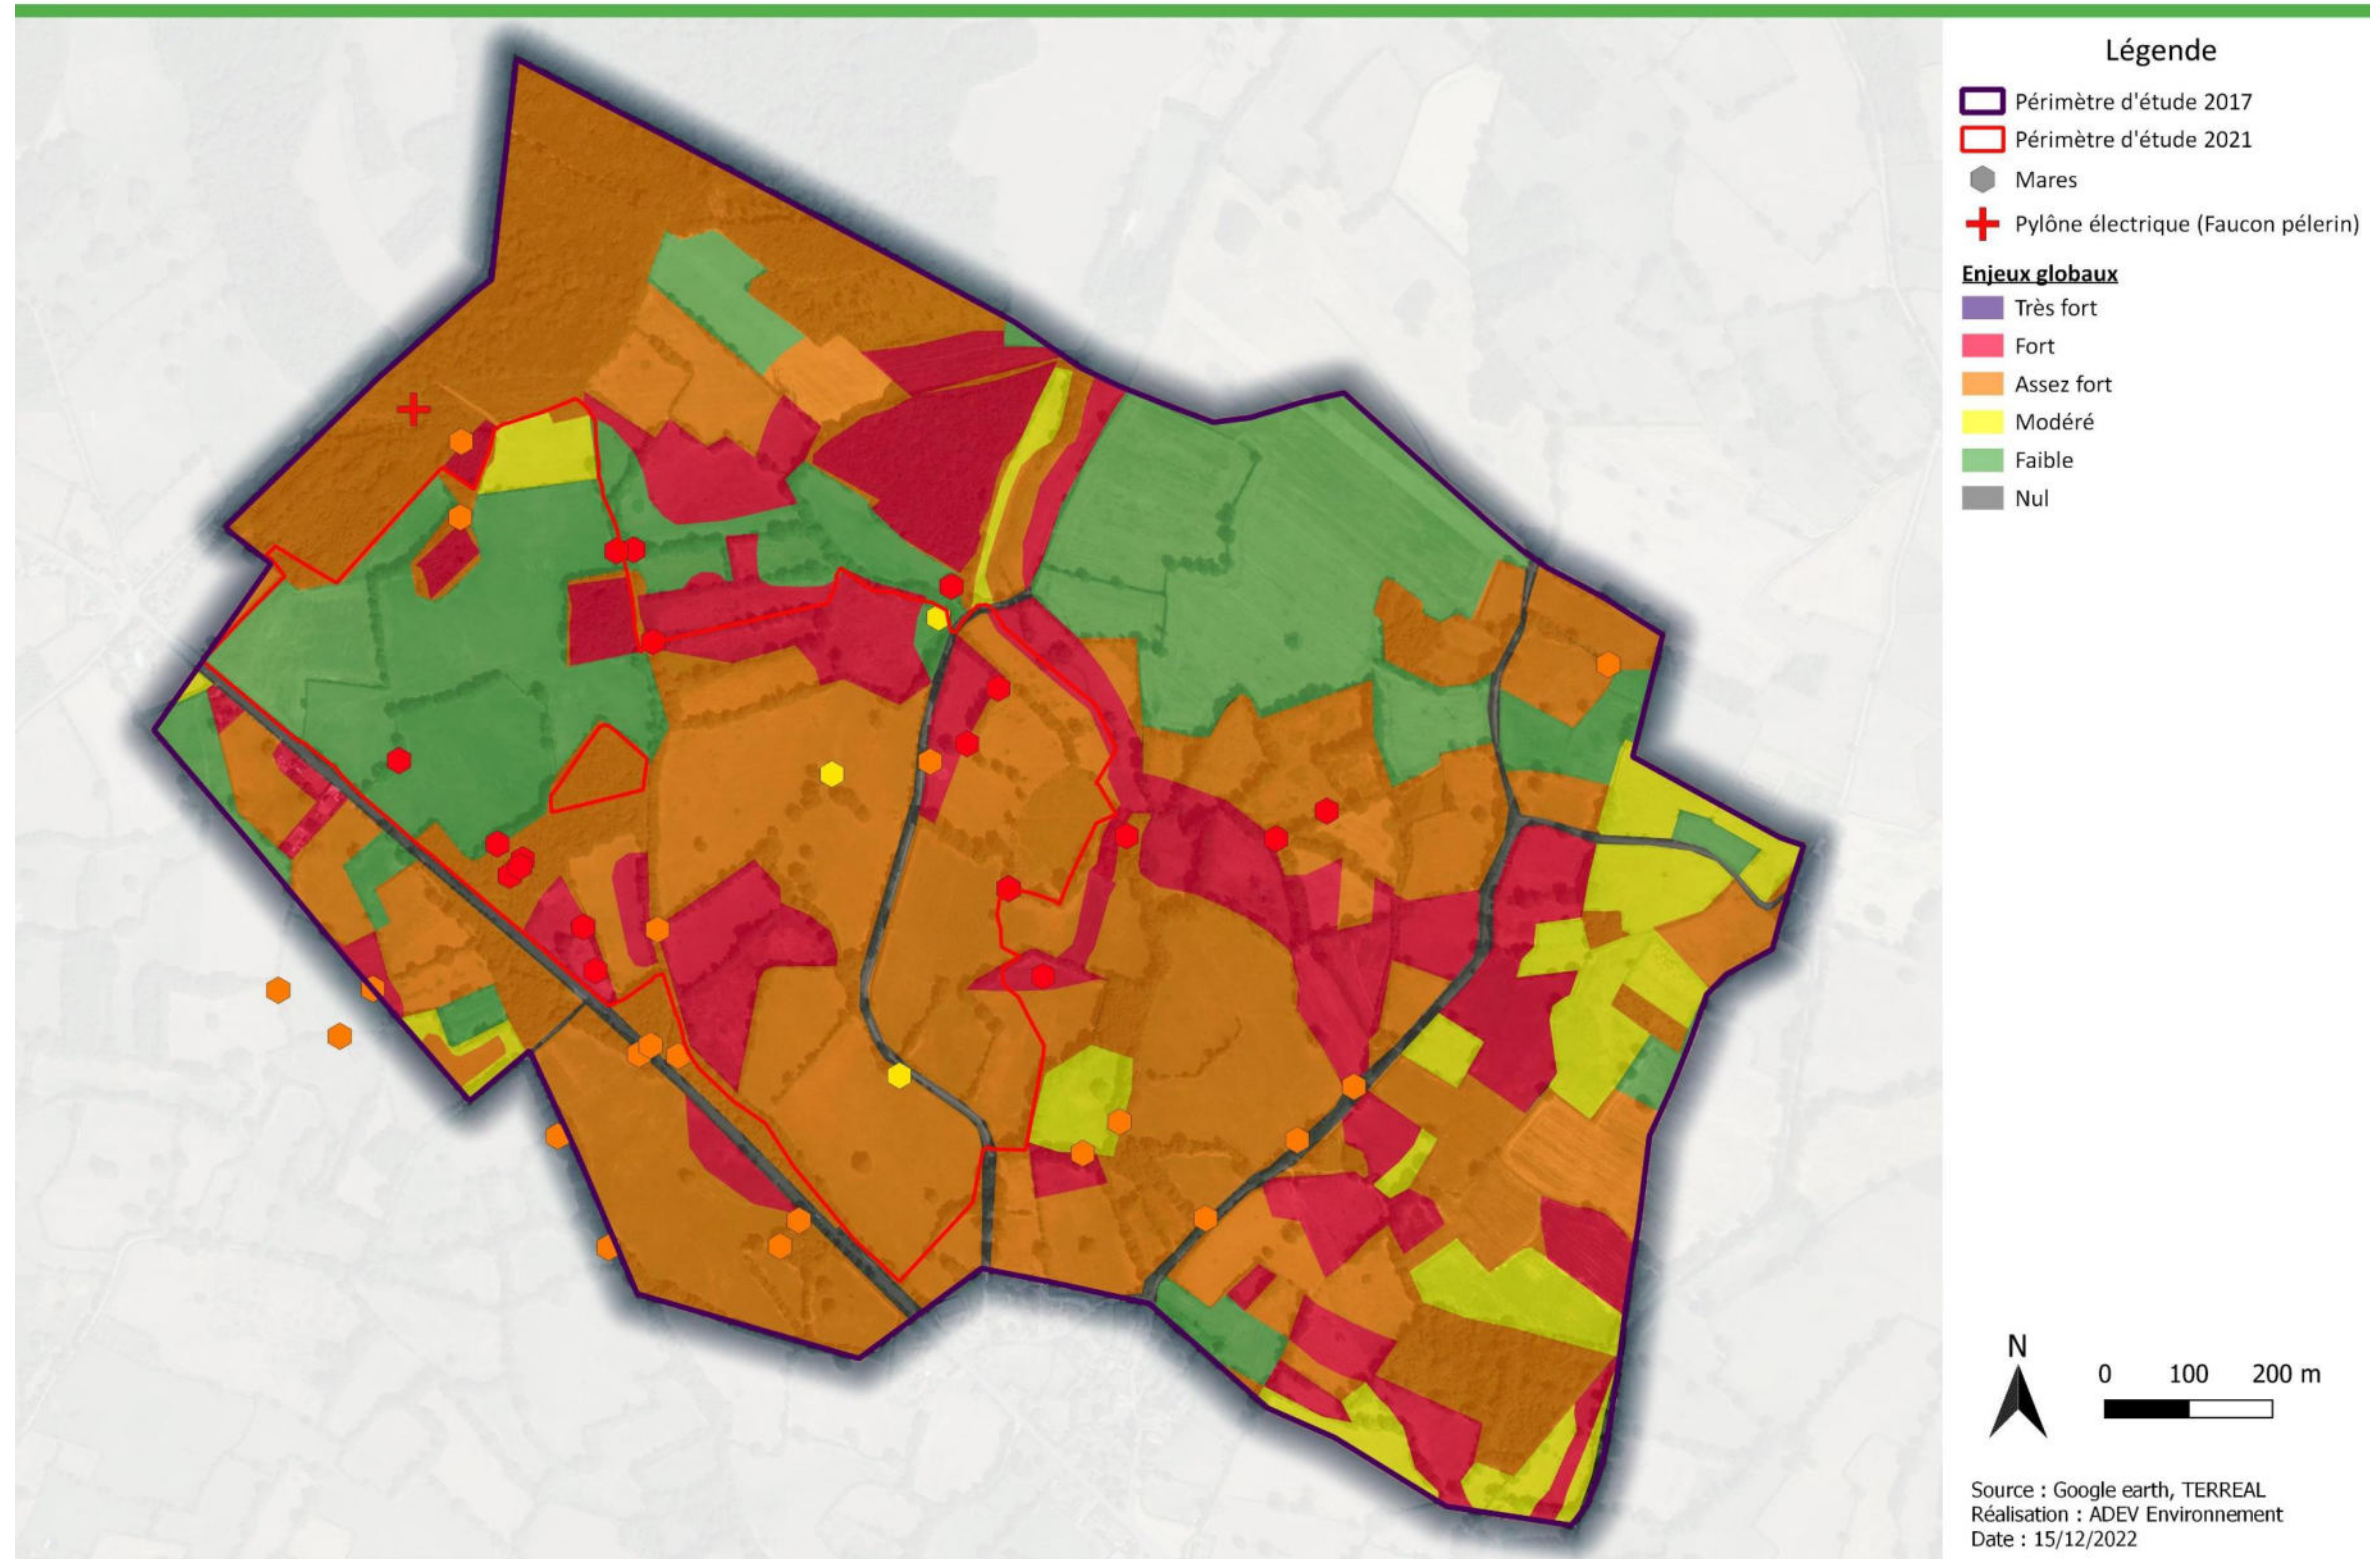 Légende
Périmètre d'étude 2017
Périmètre d'étude 2021
Mares
Pylône électrique (Faucon pélerin)
Enjeux globaux
Très fort
Fort
Assez fort
Modéré
Faible
Nul
N
0 100 200 m
Source : Google earth, TERREAL
Réalisation : ADEV Environnement
Date : 15/12/2022